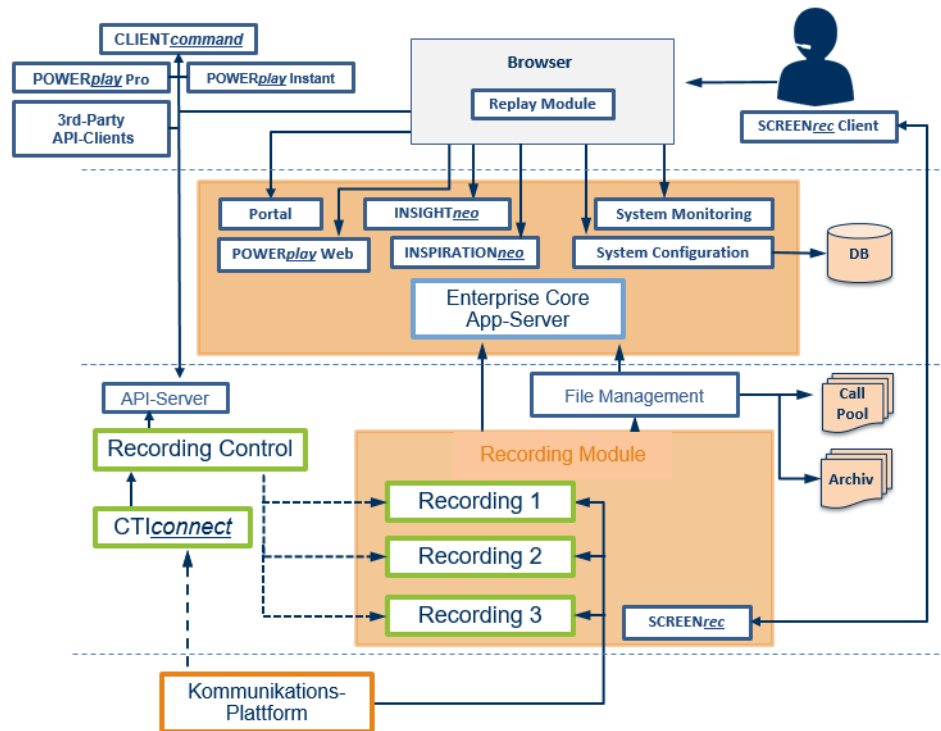 CLIENTcommand
POWERplay Pro
POWERplay Instant
3rd-Party
API-Clients
Browser
Replay Module
SCREENrec Client
Portal
INSIGHTneo
System Monitoring
POWERplay Web
INSPIRATIONneo
System Configuration
DB
Enterprise Core
App-Server
API-Server
File Management
Call
Pool
Recording Control
Recording Module
Archiv
Recording 1
CTIconnect
Recording 2
Recording 3
SCREENrec
Kommunikations-
Plattform